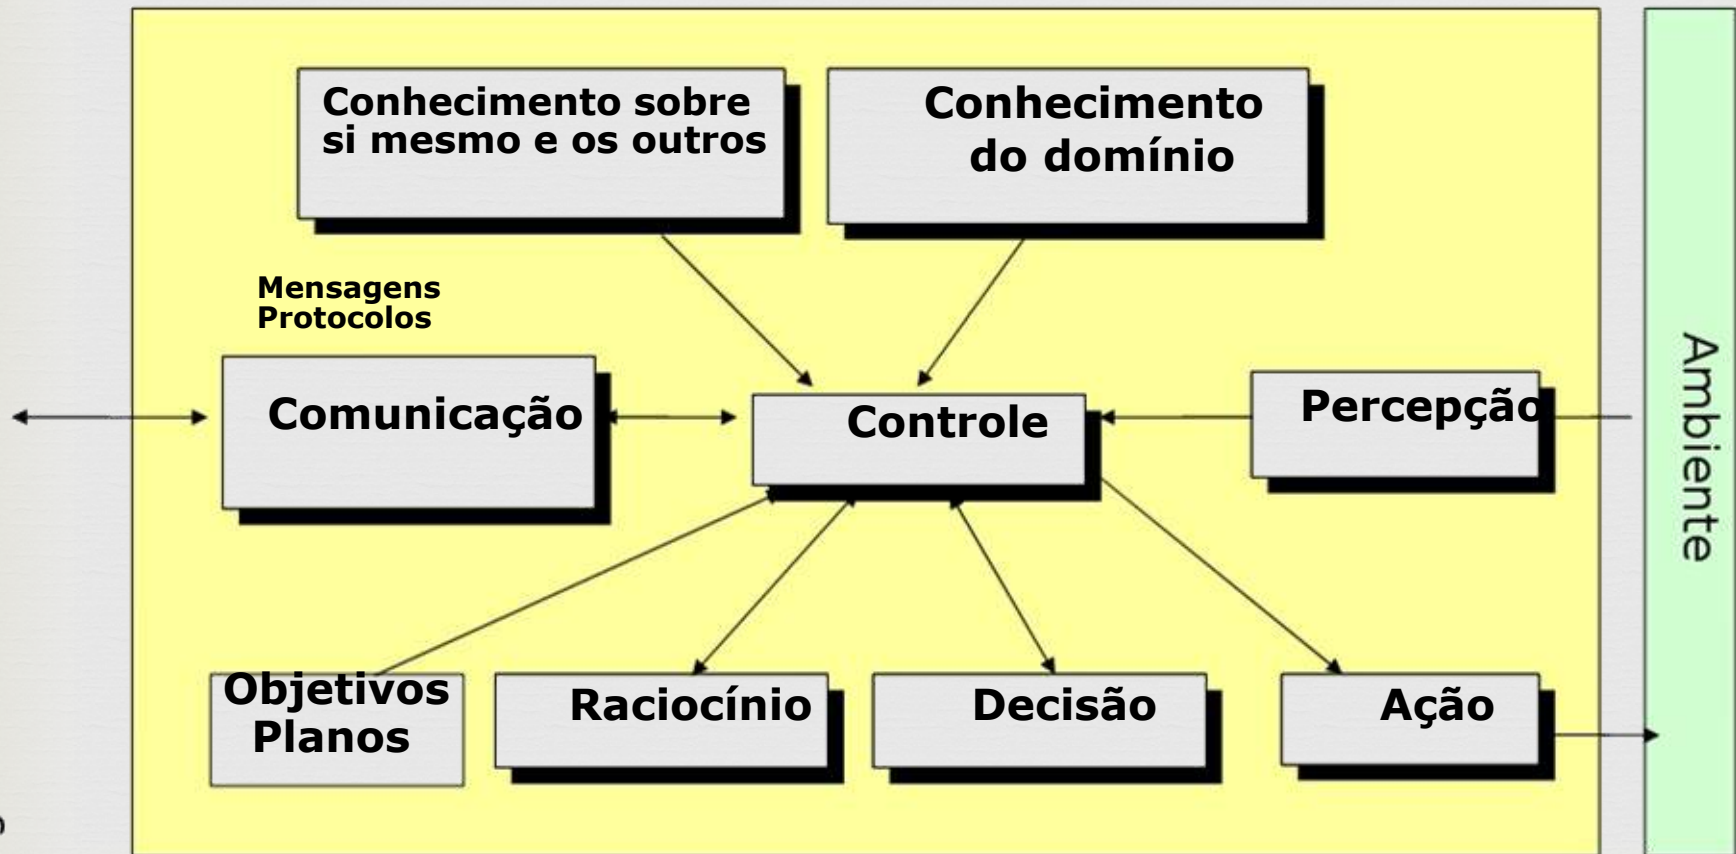 Conhecimento sobre
si mesmo e os outros
Conhecimento
do domínio
Mensagens
Protocolos
Comunicação
Controle
Percepção
Ambiente
Objetivos
Planos
Raciocínio
Decisão
Ação